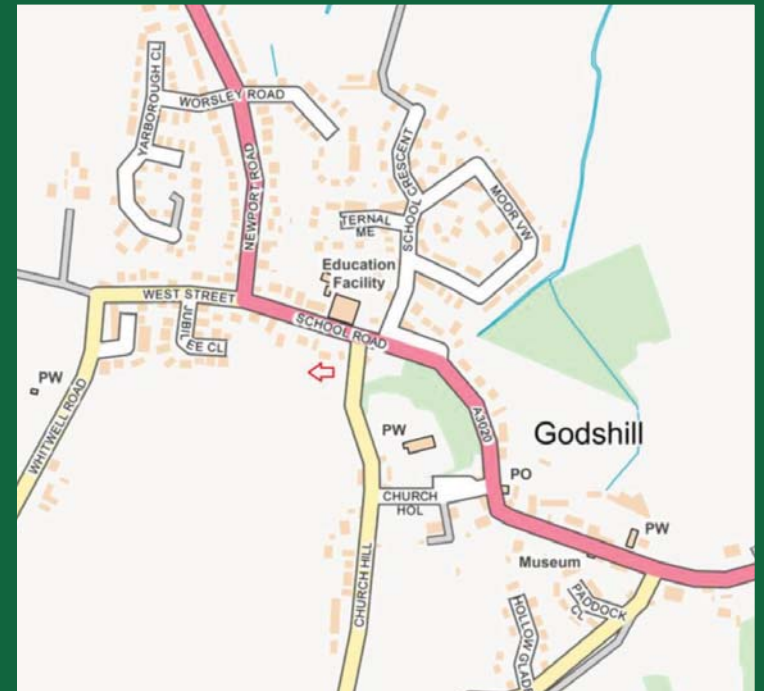 YARBOROUGH CL
WORSLEY ROAD
NEWPORT ROAD
SCHOOL CRESCENT
MOOR VW
TERNAL
ME
Education
Facility
WEST STREET
JUBIL
EE CL
SCHOOL ROAD
PW
WHITWELL ROAD
PW
A3020
Godshill
PO
CHURCH
HOL
CHURCH HILL
PW
Museum
PADDOCK
CL
HOLLOW GLADE